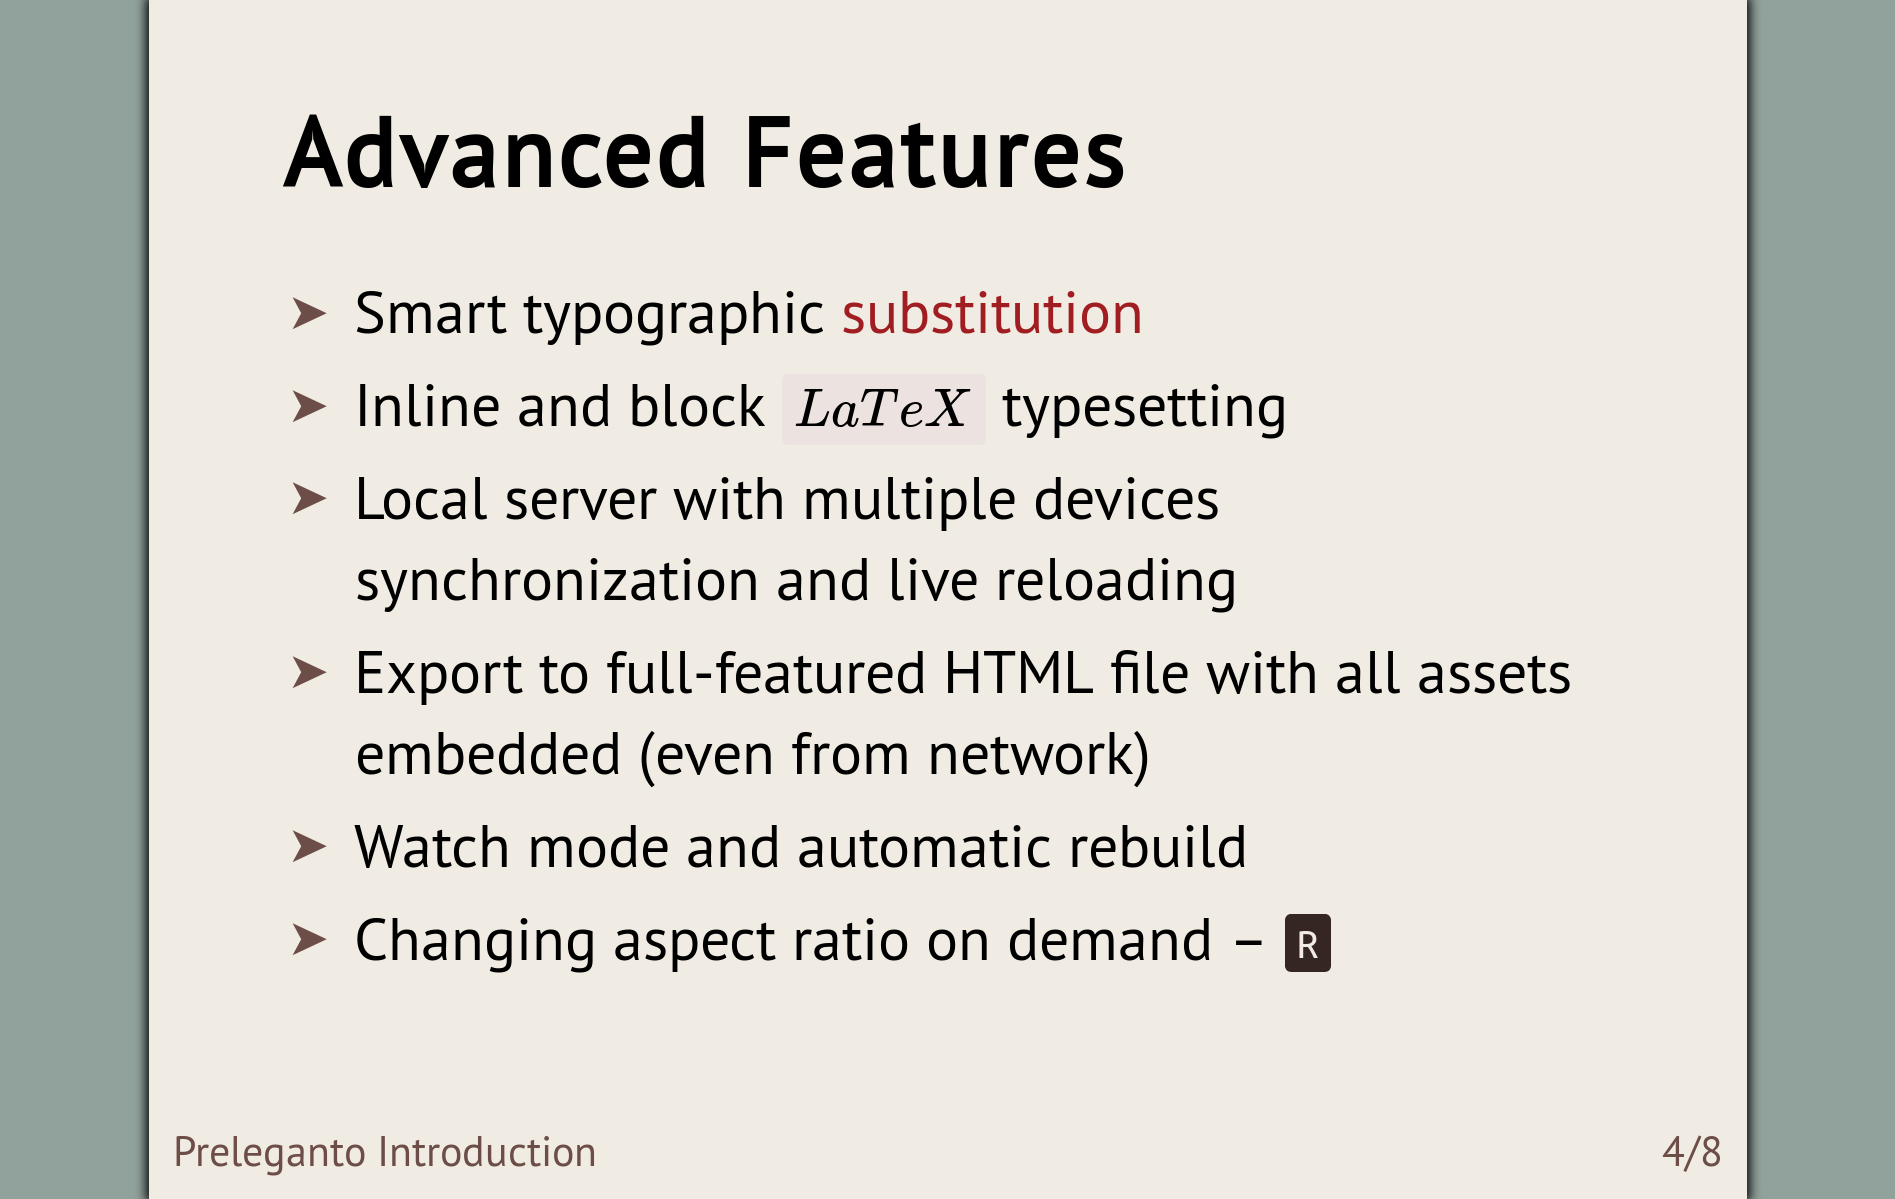 Advanced Features
➤ Smart typographic substitution
➤ Inline and block LaTeX typesetting
➤ Local server with multiple devices
synchronization and live reloading
➤ Export to full-featured HTML file with all assets
embedded (even from network)
➤ Watch mode and automatic rebuild
➤ Changing aspect ratio on demand – R
Preleganto Introduction
4/8